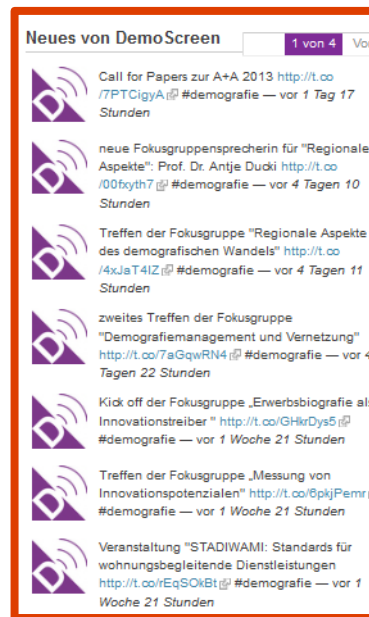 Neues von DemoScreen
1 von 4 Vor
Call for Papers zur A+A 2013 http://t.co
/7PTCigyA #demografie — vor 1 Tag 17
Stunden
neue Fokusgruppensprecherin für "Regionale
Aspekte": Prof. Dr. Antje Ducki http://t.co
/00fxyth7 #demografie — vor 4 Tagen 10
Stunden
Treffen der Fokusgruppe "Regionale Aspekte
des demografischen Wandels" http://t.co
/4xJaT4IZ #demografie — vor 4 Tagen 11
Stunden
zweites Treffen der Fokusgruppe
"Demografiemanagement und Vernetzung"
http://t.co/7aGqwRN4 #demografie — vor 4
Tagen 22 Stunden
Kick off der Fokusgruppe „Erwerbsbiografie als
Innovationstreiber " http://t.co/GHkrDys5
#demografie — vor 1 Woche 21 Stunden
Treffen der Fokusgruppe „Messung von
Innovationspotenzialen" http://t.co/6pkjPemr
#demografie — vor 1 Woche 21 Stunden
Veranstaltung "STADIWAMI: Standards für
wohnungsbegleitende Dienstleistungen
http://t.co/rEqSOkBt #demografie — vor 1
Woche 21 Stunden